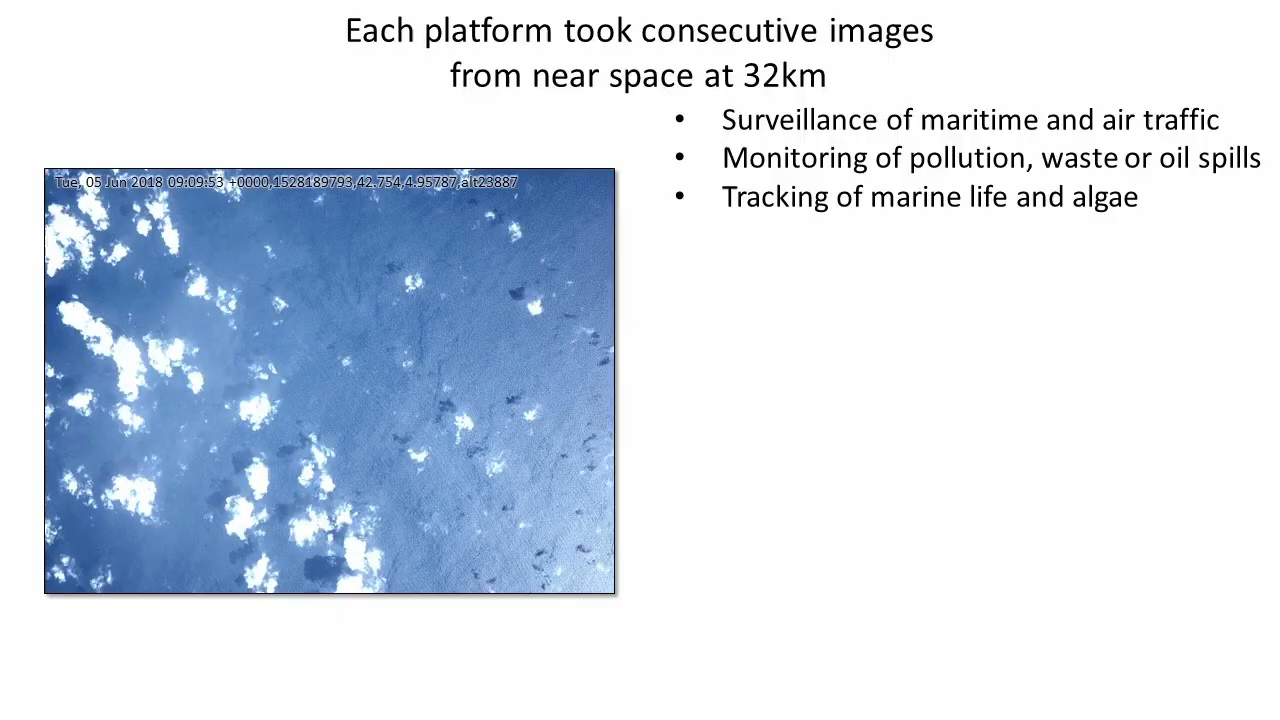 Each platform took consecutive images
from near space at 32km
• Surveillance of maritime and air traffic
• Monitoring of pollution, waste or oil spills
• Tracking of marine life and algae
Tue, 05 Jun 2018 09:09:53 +0000,1528189793,42.754,4.95787,alt23887